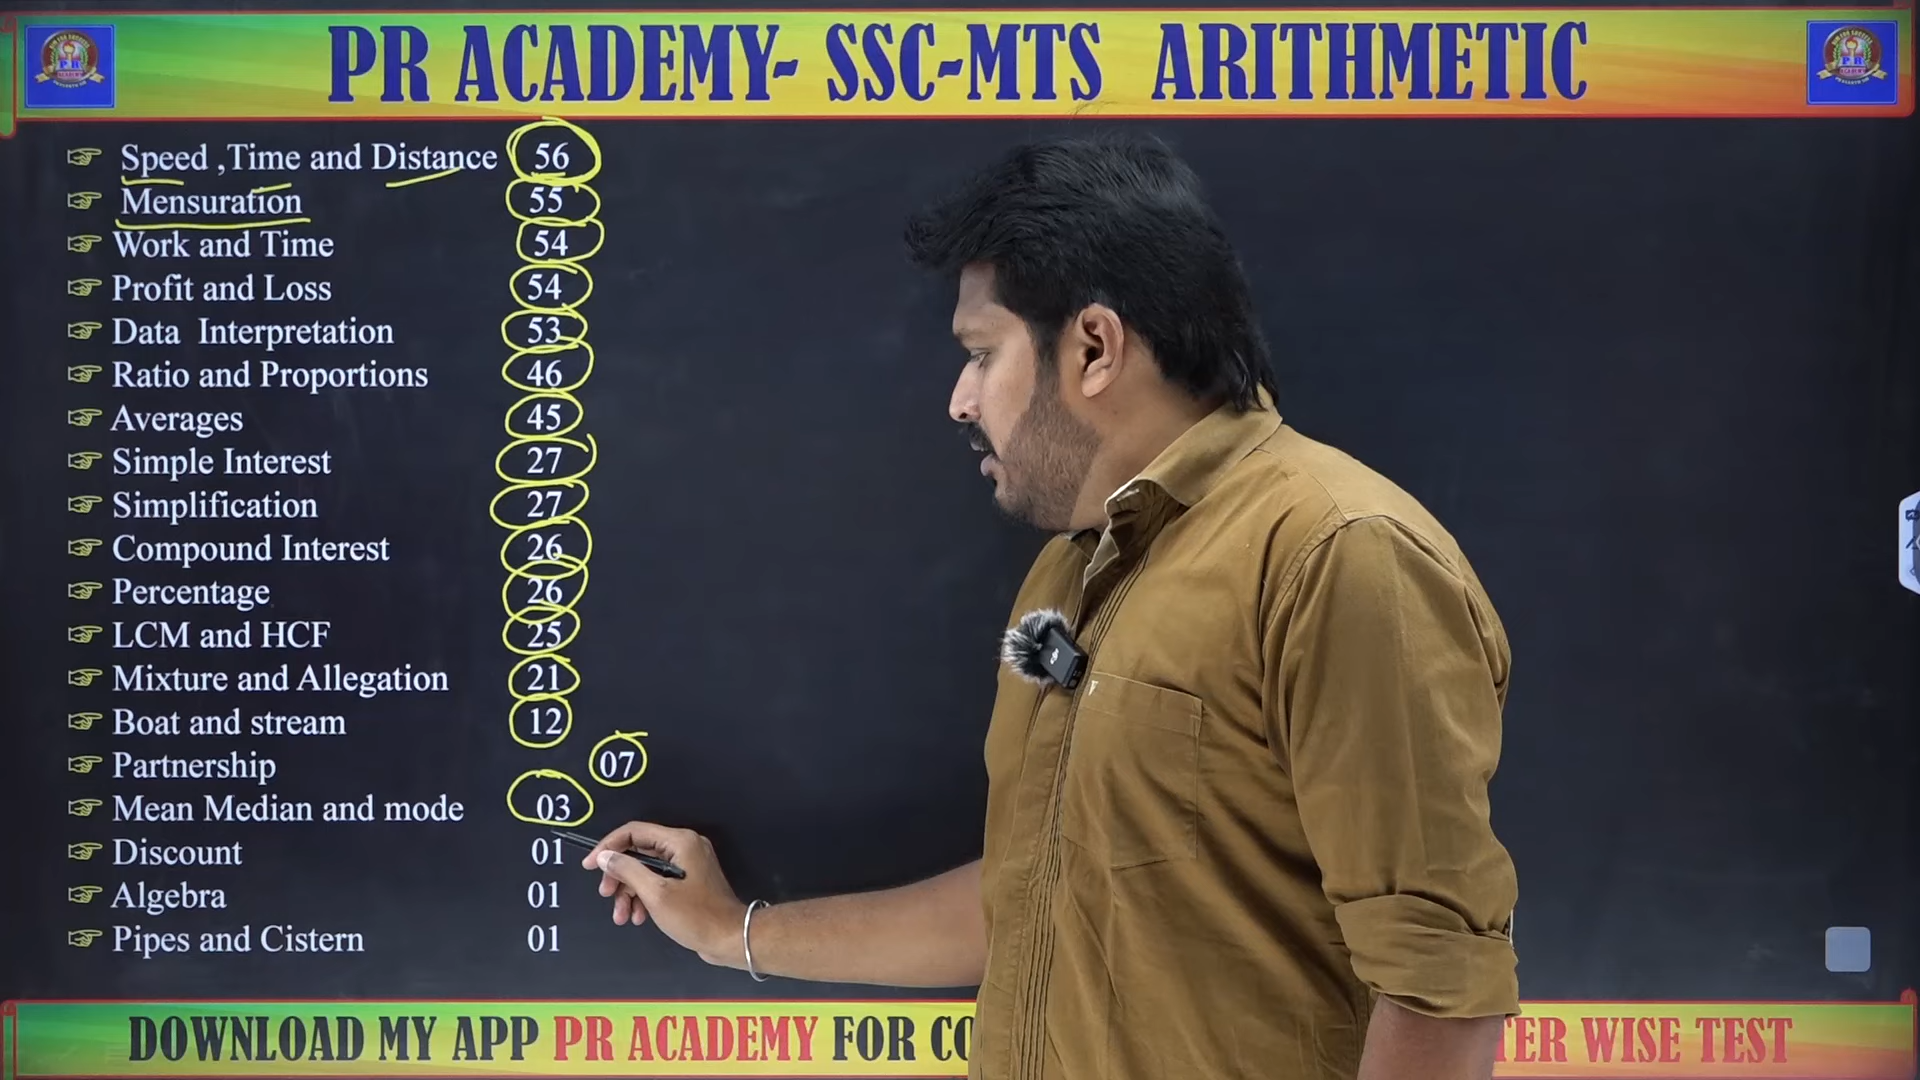 PR ACADEMY- SSC-MTS ARITHMETIC
Speed ,Time and Distance 56
Mensuration 55
Work and Time 54
Profit and Loss 54
Data Interpretation 53
Ratio and Proportions 46
Averages 45
Simple Interest 27
Simplification 27
Compound Interest 26
Percentage 26
LCM and HCF 25
Mixture and Allegation 21
Boat and stream 12
Partnership 07
Mean Median and mode 03
Discount 01
Algebra 01
Pipes and Cistern 01
DOWNLOAD MY APP PR ACADEMY FOR WISE TEST